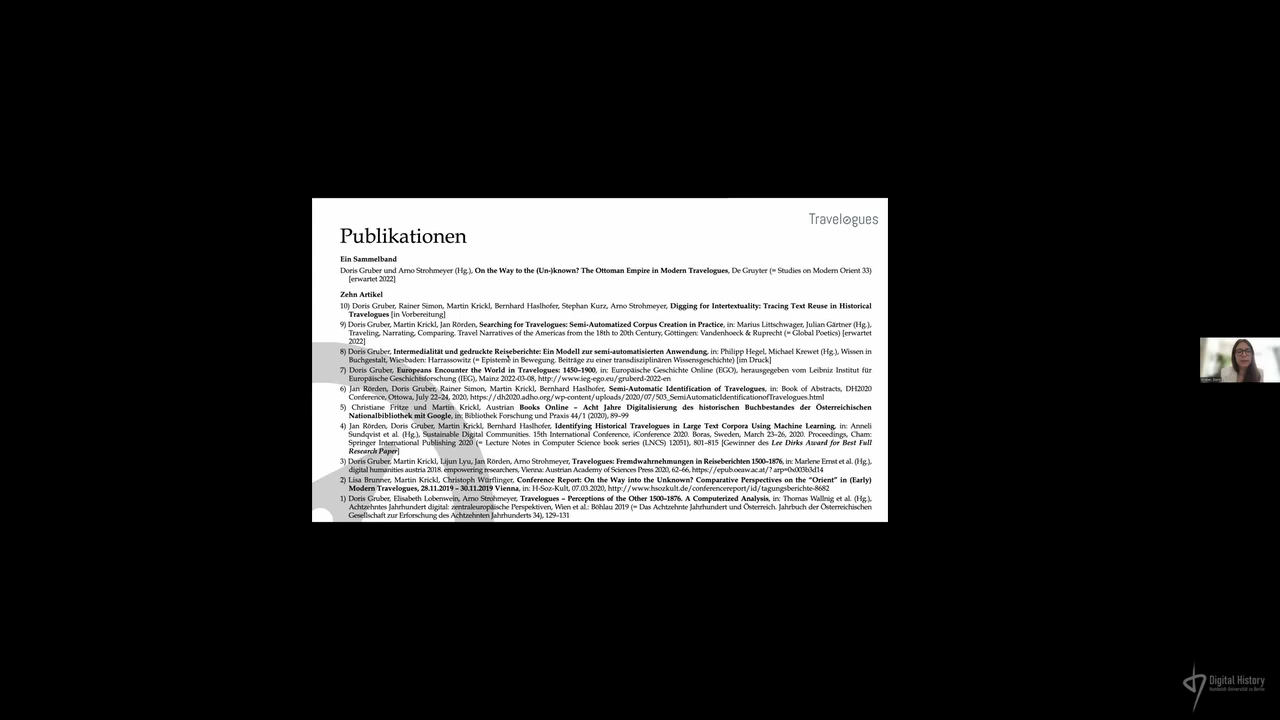 Travelogues
Publikationen
Ein Sammelband
Doris Gruber und Arno Strohmeyer (Hg.), On the Way to the (Un-)known? The Ottoman Empire in Modern Travelogues, De Gruyter (= Studies on Modern Orient 33)
[erwartet 2022]
Zehn Artikel
10) Doris Gruber, Rainer Simon, Martin Krickl, Bernhard Haslhofer, Stephan Kurz, Arno Strohmeyer, Digging for Intertextuality: Tracing Text Reuse in Historical
Travelogues [in Vorbereitung]
9) Doris Gruber, Martin Krickl, Jan Rörden, Searching for Travelogues: Semi-Automatized Corpus Creation in Practice, in: Marius Littschwager, Julian Gärtner (Hg.),
Traveling, Narrating, Comparing. Travel Narratives of the Americas from the 18th to 20th Century, Göttingen: Vandenhoeck & Ruprecht (= Global Poetics) [erwartet
2022]
8) Doris Gruber, Intermedialität und gedruckte Reiseberichte: Ein Modell zur semi-automatisierten Anwendung, in: Philipp Hegel, Michael Krewet (Hg.), Wissen in
Buchgestalt, Wiesbaden: Harrassowitz (= Episteme in Bewegung. Beiträge zu einer transdisziplinären Wissensgeschichte) [im Druck]
7) Doris Gruber, Europeans Encounter the World in Travelogues: 1450–1900, in: Europäische Geschichte Online (EGO), herausgegeben vom Leibniz Institut für
Europäische Geschichtsforschung (IEG), Mainz 2022-03-08, http://www.ieg-ego.eu/gruberd-2022-en
6) Jan Rörden, Doris Gruber, Rainer Simon, Martin Krickl, Bernhard Haslhofer, Semi-Automatic Identification of Travelogues, in: Book of Abstracts, DH2020
Conference, Ottowa, July 22–24, 2020, https://dh2020.adho.org/wp-content/uploads/2020/07/503_SemiAutomaticIdentificationofTravelogues.html
5) Christiane Fritze und Martin Krickl, Austrian Books Online – Acht Jahre Digitalisierung des historischen Buchbestandes der Österreichischen
Nationalbibliothek mit Google, in: Bibliothek Forschung und Praxis 44/1 (2020), 89–99
4) Jan Rörden, Doris Gruber, Martin Krickl, Bernhard Haslhofer, Identifying Historical Travelogues in Large Text Corpora Using Machine Learning, in: Anneli
Sundqvist et al. (Hg.), Sustainable Digital Communities. 15th International Conference, iConference 2020. Boras, Sweden, March 23–26, 2020. Proceedings, Cham:
Springer International Publishing 2020 (= Lecture Notes in Computer Science book series (LNCS) 12051), 801–815 [Gewinner des Lee Dirks Award for Best Full
Research Paper]
3) Doris Gruber, Martin Krickl, Lijun Lyu, Jan Rörden, Arno Strohmeyer, Travelogues: Fremdwahrnehmungen in Reiseberichten 1500–1876, in: Marlene Ernst et al. (Hg.),
digital humanities austria 2018. empowering researchers, Vienna: Austrian Academy of Sciences Press 2020, 62–66, https://epub.oeaw.ac.at/? arp=0x003b3d14
2) Lisa Brunner, Martin Krickl, Christoph Würflinger, Conference Report: On the Way into the Unknown? Comparative Perspectives on the "Orient" in (Early)
Modern Travelogues, 28.11.2019 – 30.11.2019 Vienna, in: H-Soz-Kult, 07.03.2020, http://www.hsozkult.de/conferencereport/id/tagungsberichte-8682
1) Doris Gruber, Elisabeth Lobenwein, Arno Strohmeyer, Travelogues – Perceptions of the Other 1500–1876. A Computerized Analysis, in: Thomas Wallnig et al. (Hg.),
Achtzehntes Jahrhundert digital: zentraleuropäische Perspektiven, Wien et al.: Böhlau 2019 (= Das Achtzehnte Jahrhundert und Österreich. Jahrbuch der Österreichischen
Gesellschaft zur Erforschung des Achtzehnten Jahrhunderts 34), 129–131
Digital History
Humboldt-Universität zu Berlin